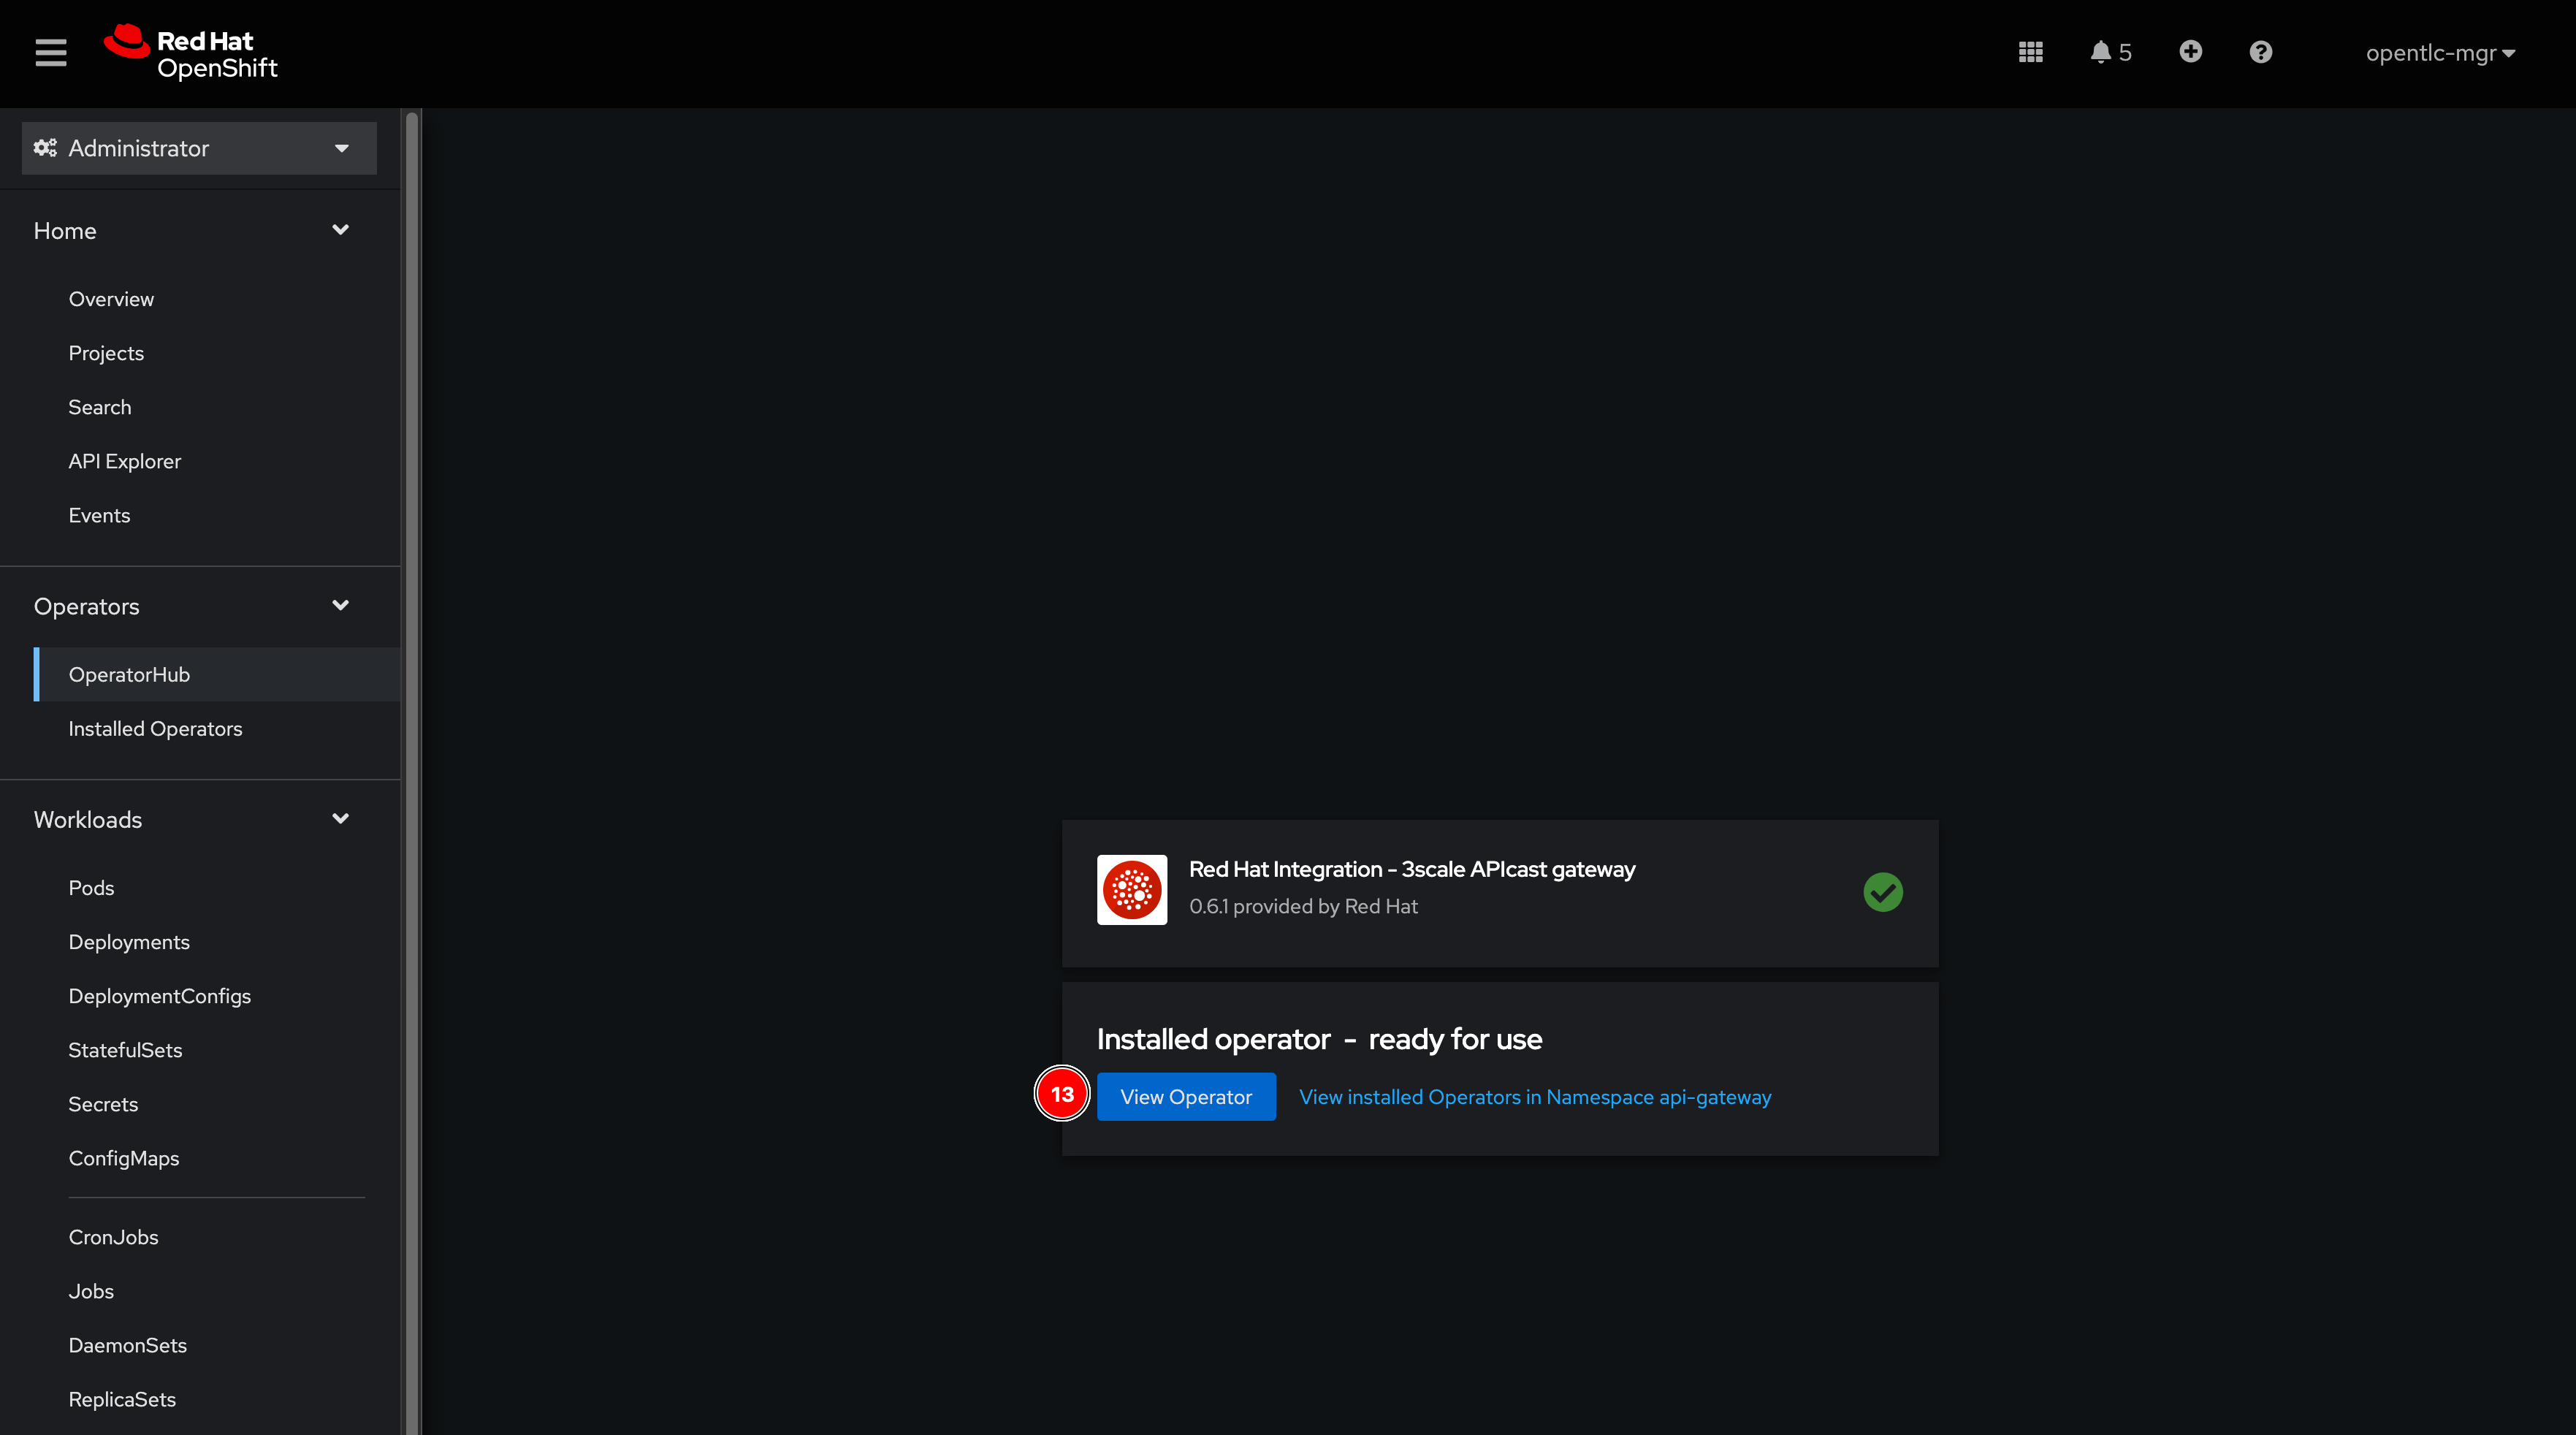 Red Hat
OpenShift
5
opentlc-mgr
Administrator
Home
Overview
Projects
Search
API Explorer
Events
Operators
OperatorHub
Installed Operators
Workloads
Pods
Deployments
DeploymentConfigs
StatefulSets
Secrets
ConfigMaps
CronJobs
Jobs
DaemonSets
ReplicaSets
Red Hat Integration - 3scale APIcast gateway
0.6.1 provided by Red Hat
Installed operator - ready for use
13
View Operator
View installed Operators in Namespace api-gateway